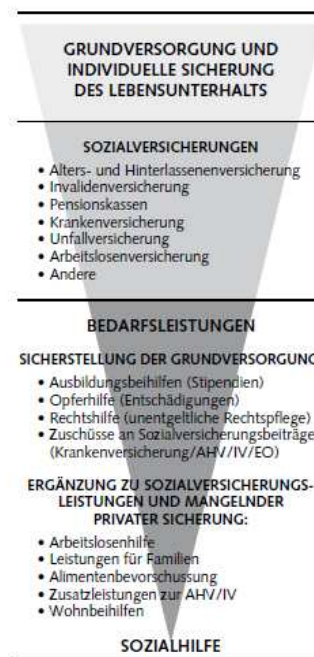 GRUNDVERSORGUNG UND
INDIVIDUELLE SICHERUNG
DES LEBENSUNTERHALTS
SOZIALVERSICHERUNGEN
• Alters- und Hinterlassenenversicherung
• Invalidenversicherung
• Pensionskassen
• Krankenversicherung
• Unfallversicherung
• Arbeitslosenversicherung
• Andere
BEDARFSLEISTUNGEN
SICHERSTELLUNG DER GRUNDVERSORGUNG
• Ausbildungsbeihilfen (Stipendien)
• Opferhilfe (Entschädigungen)
• Rechtshilfe (unentgeltliche Rechtspflege)
• Zuschüsse an Sozialversicherungsbeiträge
(Krankenversicherung/AHV/IV/EO)
ERGÄNZUNG ZU SOZIALVERSICHERUNGS-
LEISTUNGEN UND MANGELNDER
PRIVATER SICHERUNG:
• Arbeitslosenhilfe
• Leistungen für Familien
• Alimentenbevorschussung
• Zusatzleistungen zur AHV/IV
• Wohnbeihilfen
SOZIALHILFE